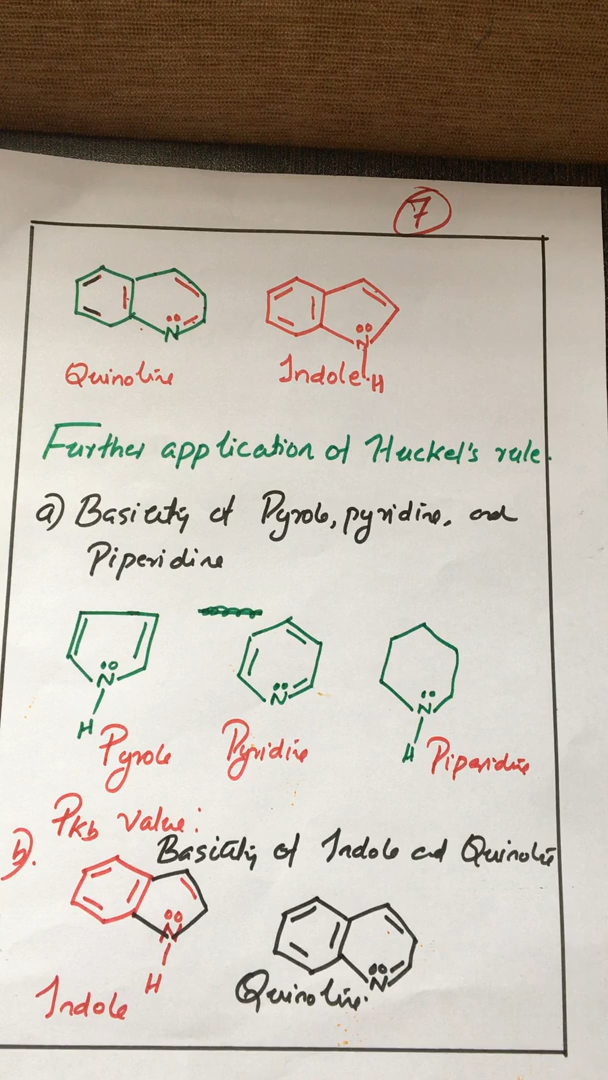 7
N
N
H
Quinoline
Indole
Further application of Huckel's rule.
a) Basicity of Pyrole, pyridine, and
Piperidine
N
H
N
N
H
Pyrole
Pyridine
Piperidine
Pkb value:
b). Basicity of Indole and Quinoline
N
H
N
Indole
Quinoline.